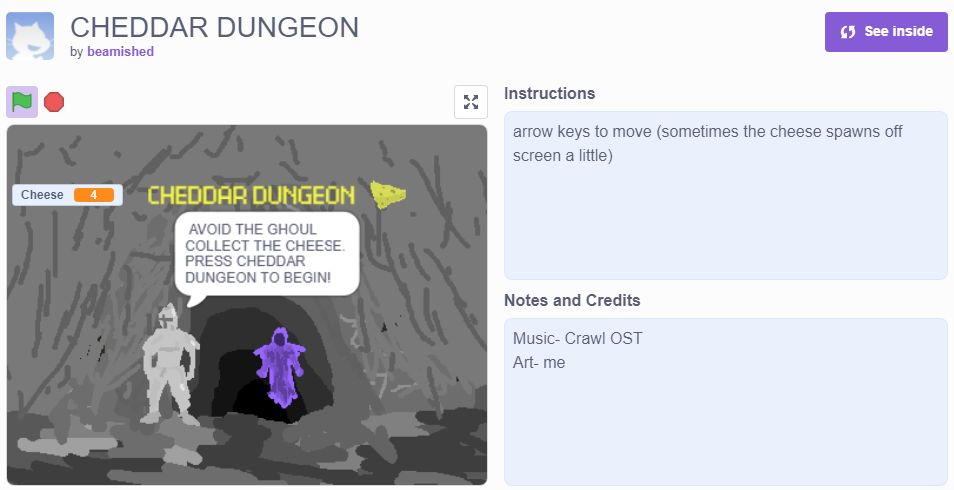 CHEDDAR DUNGEON
by beamished
See inside
Instructions
arrow keys to move (sometimes the cheese spawns off
screen a little)
Cheese 4
CHEDDAR DUNGEON
AVOID THE GHOUL
COLLECT THE CHEESE.
PRESS CHEDDAR
DUNGEON TO BEGIN!
Notes and Credits
Music- Crawl OST
Art- me